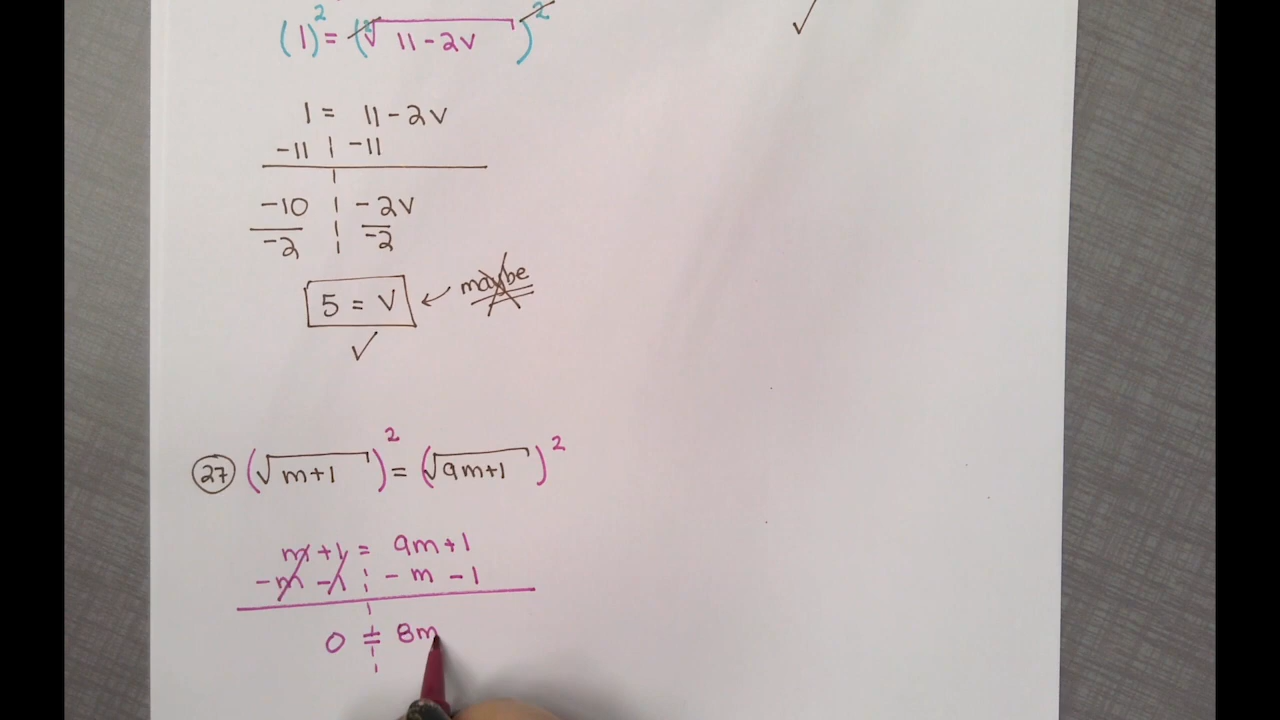 (1)² = (²√11-2v)²
1 = 11-2v
-11 | -11
-10 | -2v
-2 | -2
5 = v ← maybe
✓
✓
27 (√m+1)² = (√9m+1)²
m+1 = 9m+1
-m -1 ¦ -m -1
0 = 8m